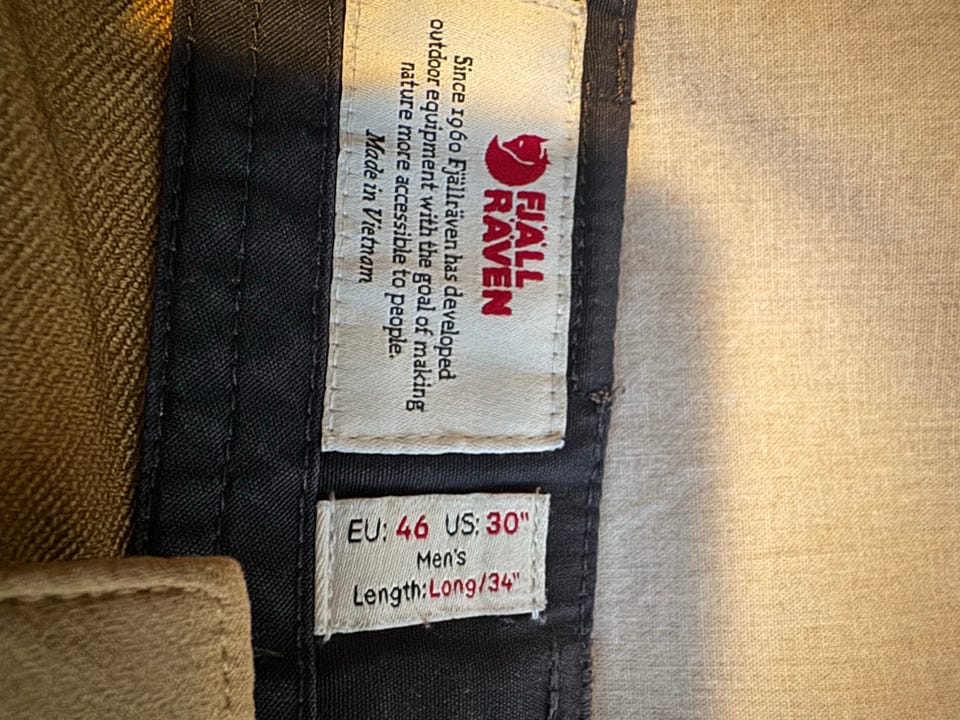 FJÄLL
RÄVEN
Since 1960 Fjällräven has developed
outdoor equipment with the goal of making
nature more accessible to people.
Made in Vietnam
EU: 46 US: 30"
Men's
Length: Long/34"